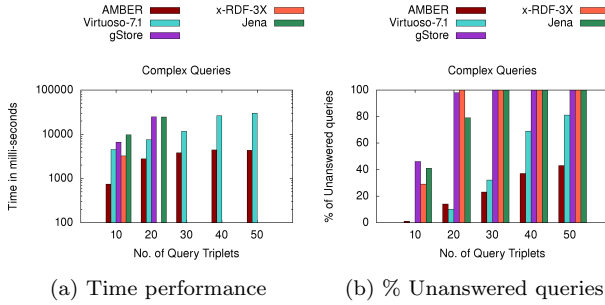 AMBER
Virtuoso-7.1
gStore
x-RDF-3X
Jena
Complex Queries
Time in milli-seconds
100000
10000
1000
100
10 20 30 40 50
No. of Query Triplets
(a) Time performance
AMBER
Virtuoso-7.1
gStore
x-RDF-3X
Jena
Complex Queries
% of Unanswered queries
100
80
60
40
20
0
10 20 30 40 50
No. of Query Triplets
(b) % Unanswered queries